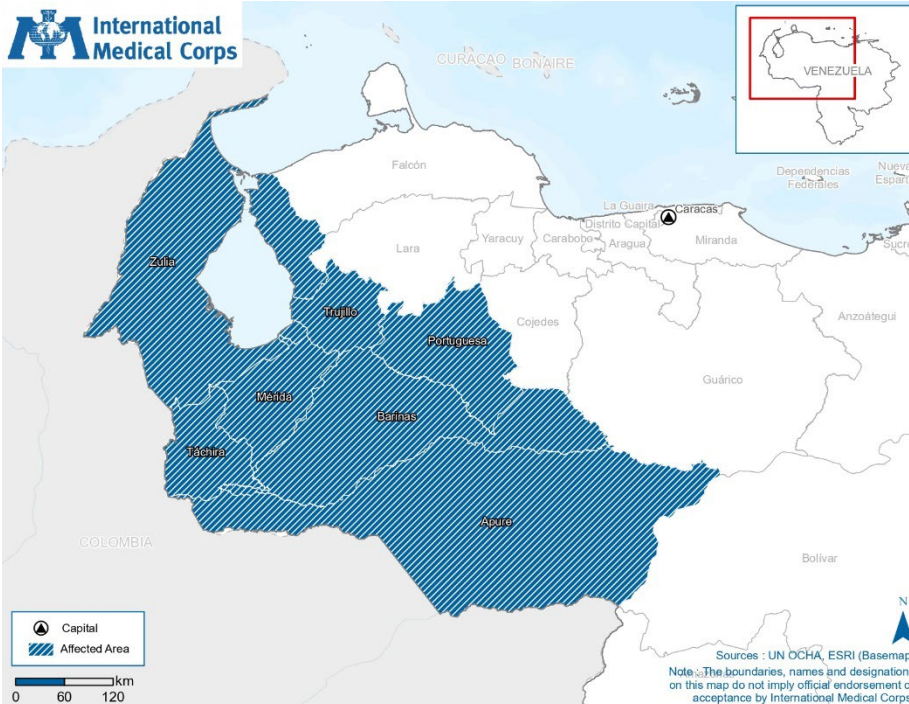 International
Medical Corps
CURACAO
BONAIRE
VENEZUELA
Falcón
Dependencias
Federales
Nueva
Espart
La Guaira
Caracas
Distrito Capital
Lara
Yaracuy
Carabobo
Aragua
Miranda
Sucre
Zulia
Trujillo
Cojedes
Anzoátegui
Portuguesa
Guárico
Mérida
Barinas
Táchira
Apure
COLOMBIA
Bolívar
Capital
Affected Area
km
0 60 120
N
Sources : UN OCHA, ESRI (Basemap
Note : The boundaries, names and designation
on this map do not imply official endorsement o
acceptance by International Medical Corps